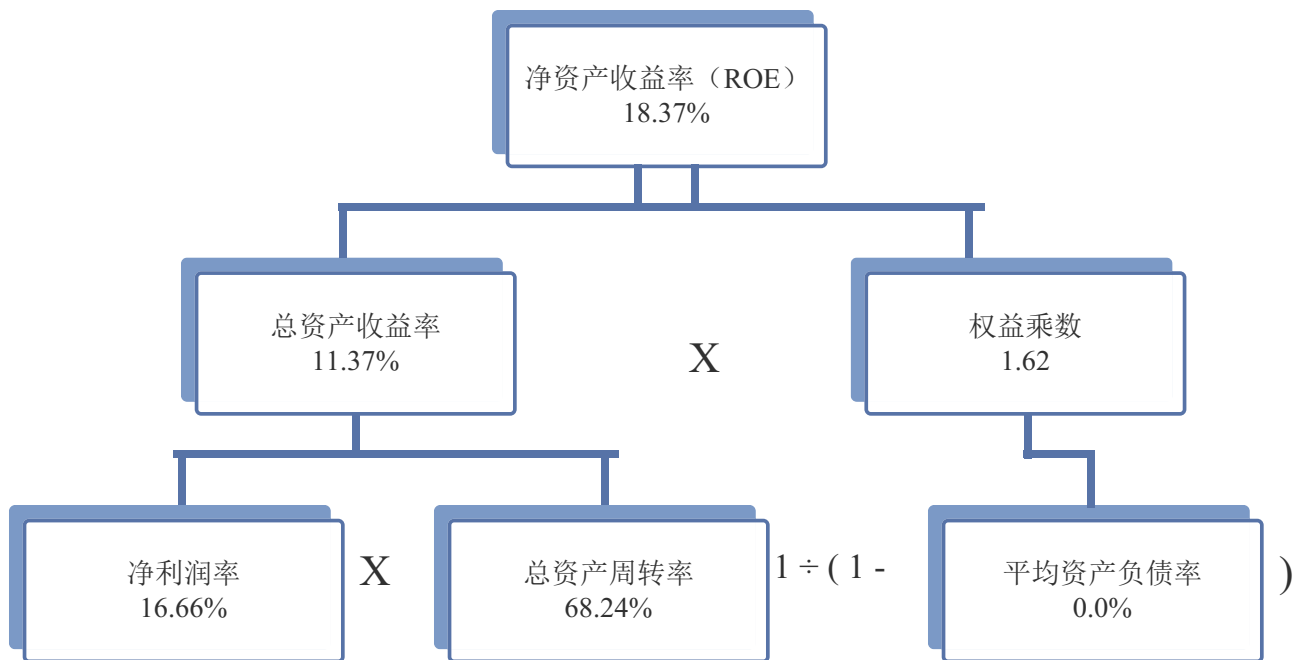 净资产收益率（ROE）
18.37%
总资产收益率
11.37%
X
权益乘数
1.62
净利润率
16.66%
X
总资产周转率
68.24%
1 ÷ ( 1 -
平均资产负债率
0.0%
)